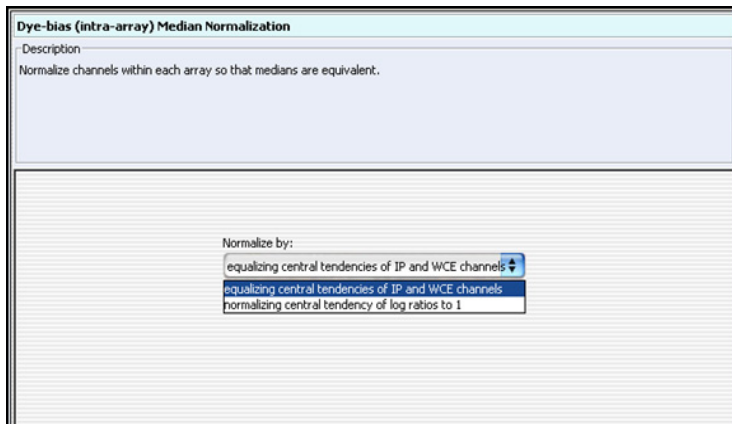 Dye-bias (intra-array) Median Normalization
Description
Normalize channels within each array so that medians are equivalent.
Normalize by:
equalizing central tendencies of IP and WCE channels
equalizing central tendencies of IP and WCE channels
normalizing central tendency of log ratios to 1